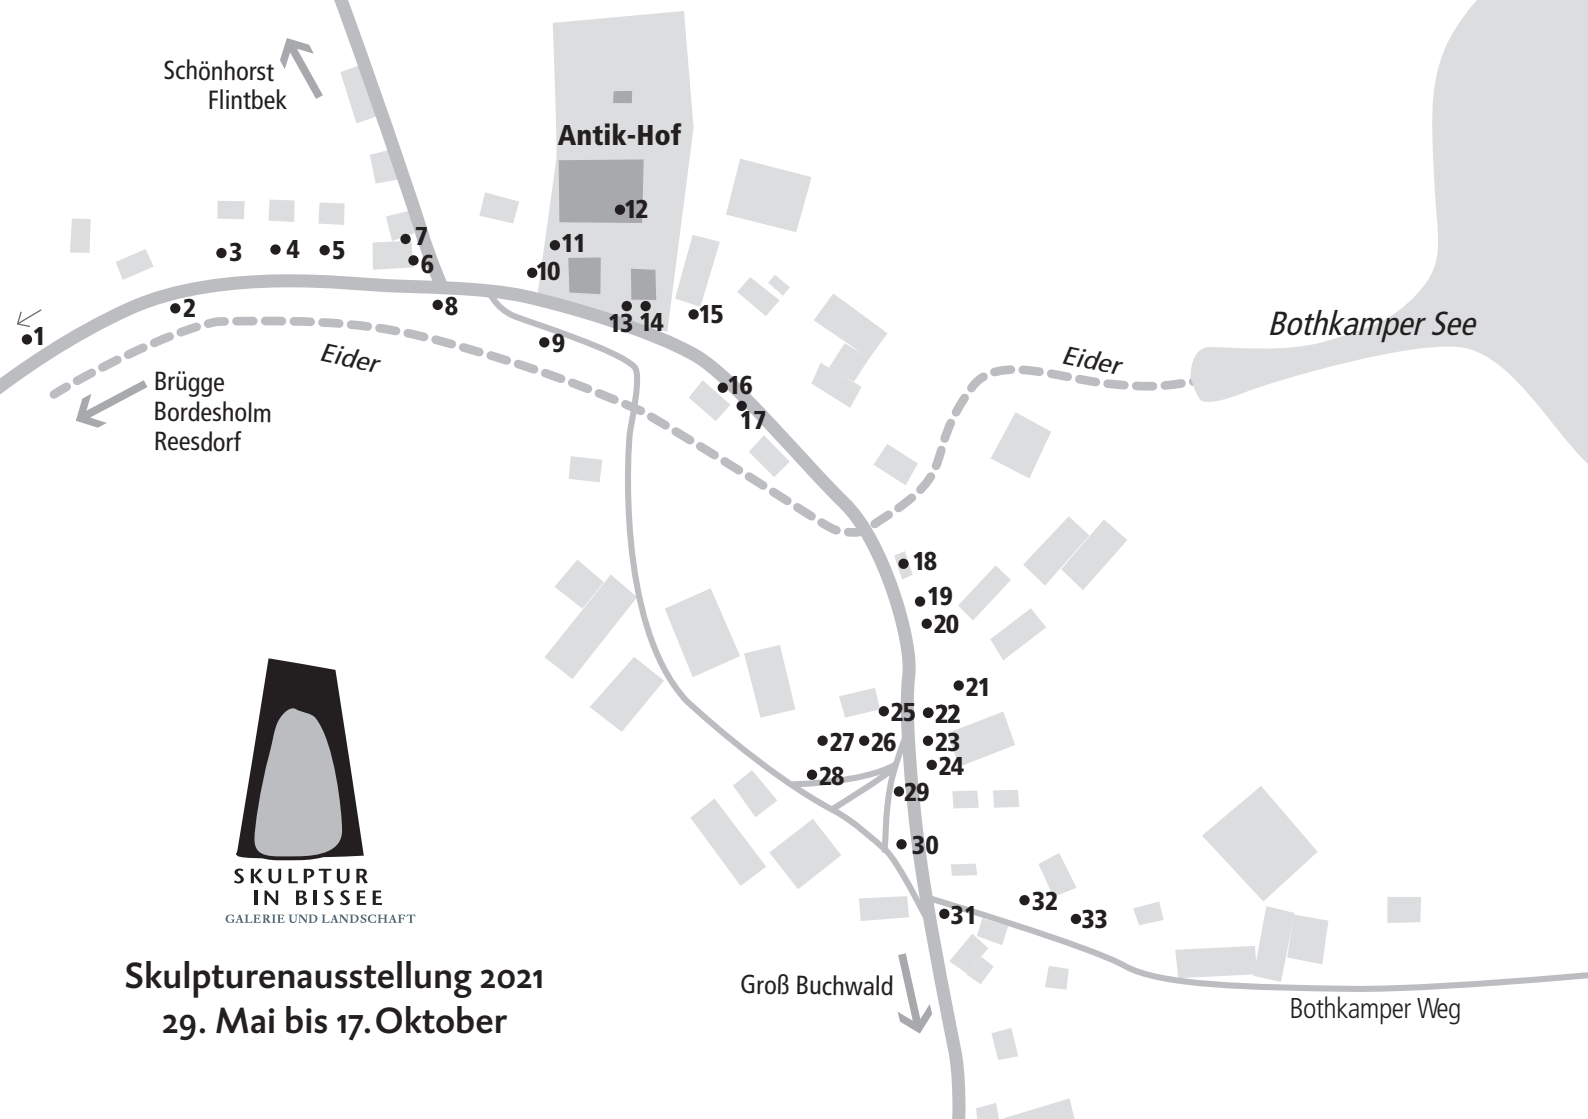 Schönhorst
Flintbek
Antik-Hof
12
11
10
7
6
3
4
5
8
2
1
13
14
15
9
Eider
Brügge
Bordesholm
Reesdorf
16
17
Bothkamper See
Eider
18
19
20
21
22
25
23
26
27
24
28
29
30
31
32
33
SKULPTUR
IN BISSEE
GALERIE UND LANDSCHAFT
Skulpturenausstellung 2021
29. Mai bis 17. Oktober
Groß Buchwald
Bothkamper Weg